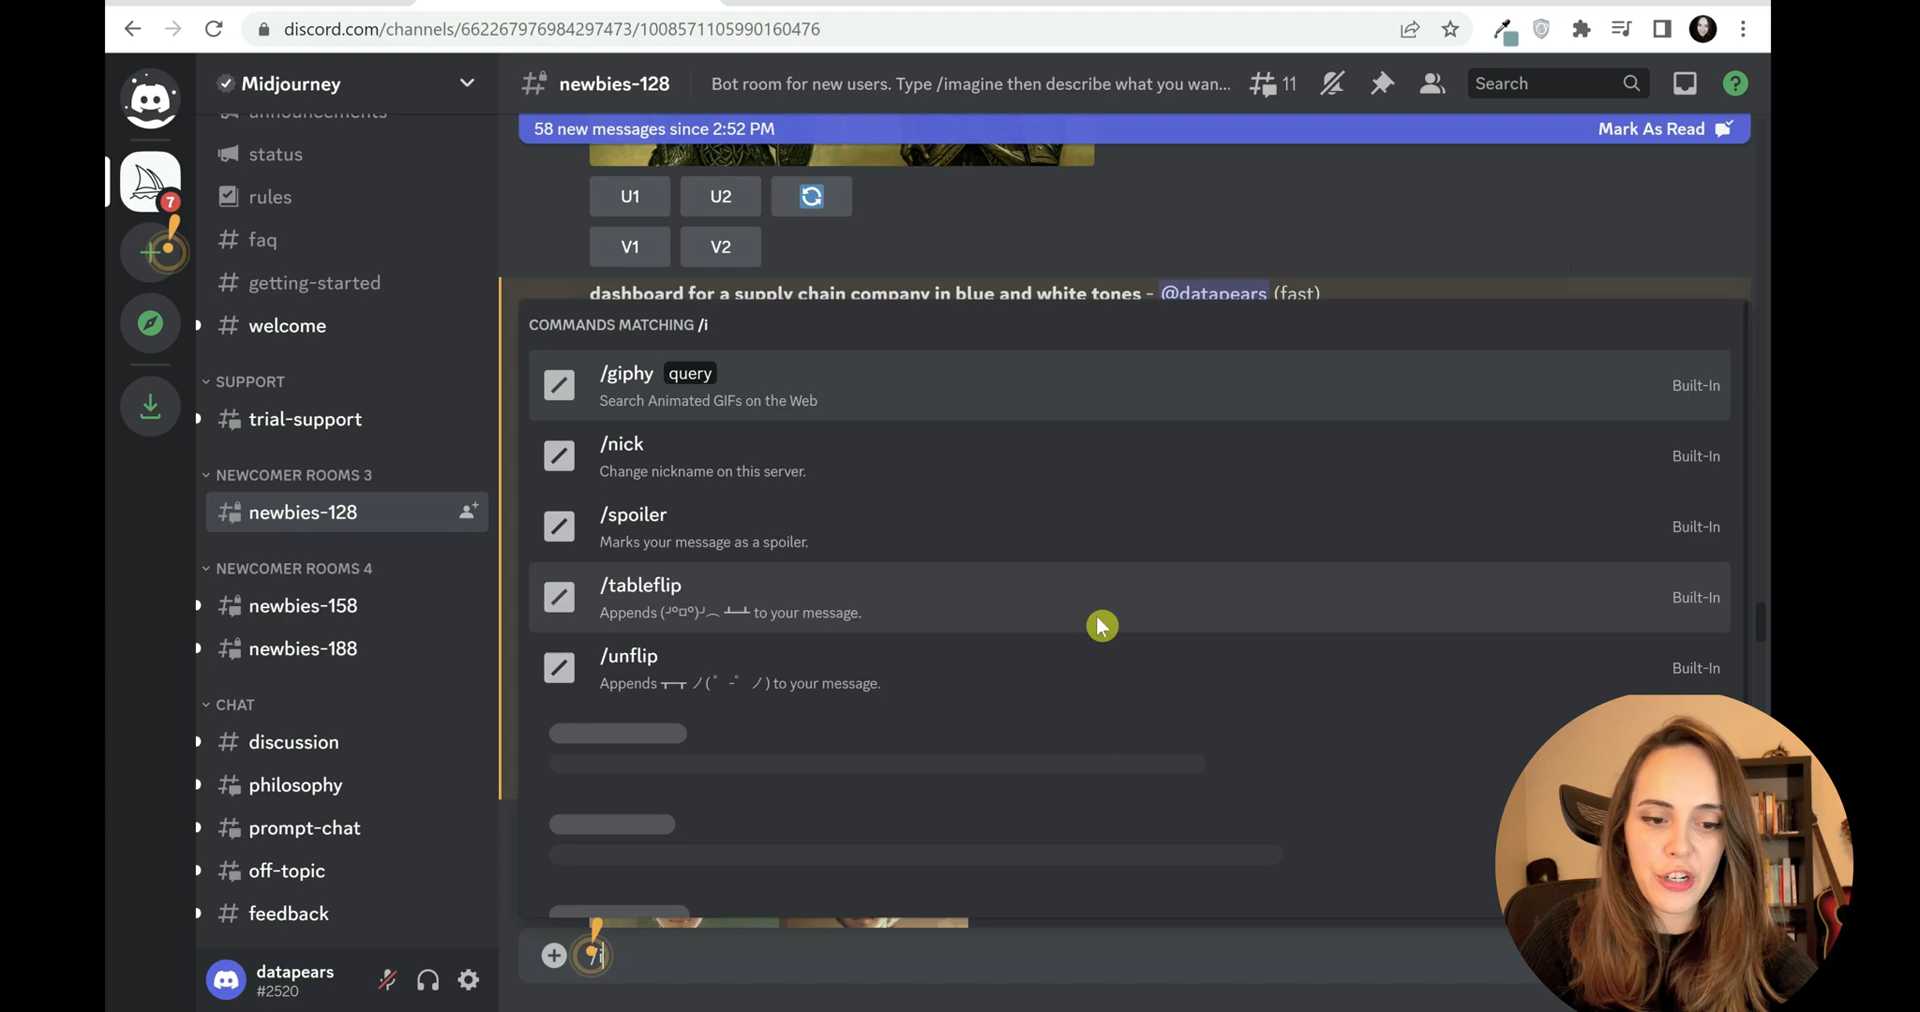 discord.com/channels/662267976984297473/1008571105990160476
Midjourney
newbies-128
Bot room for new users. Type /imagine then describe what you wan...
11
Search
announcements
58 new messages since 2:52 PM
Mark As Read
status
7
rules
U1
U2
faq
V1
V2
getting-started
dashboard for a supply chain company in blue and white tones - @datapears (fast)
welcome
COMMANDS MATCHING /i
/giphy query
Search Animated GIFs on the Web
Built-In
SUPPORT
trial-support
/nick
Change nickname on this server.
Built-In
NEWCOMER ROOMS 3
newbies-128
/spoiler
Marks your message as a spoiler.
Built-In
NEWCOMER ROOMS 4
newbies-158
newbies-188
/tableflip
Appends (╯°□°)╯︵ ┻━┻ to your message.
Built-In
/unflip
Appends ┬─┬ ノ( ゜-゜ノ) to your message.
Built-In
CHAT
discussion
philosophy
prompt-chat
off-topic
feedback
/i
datapears
#2520